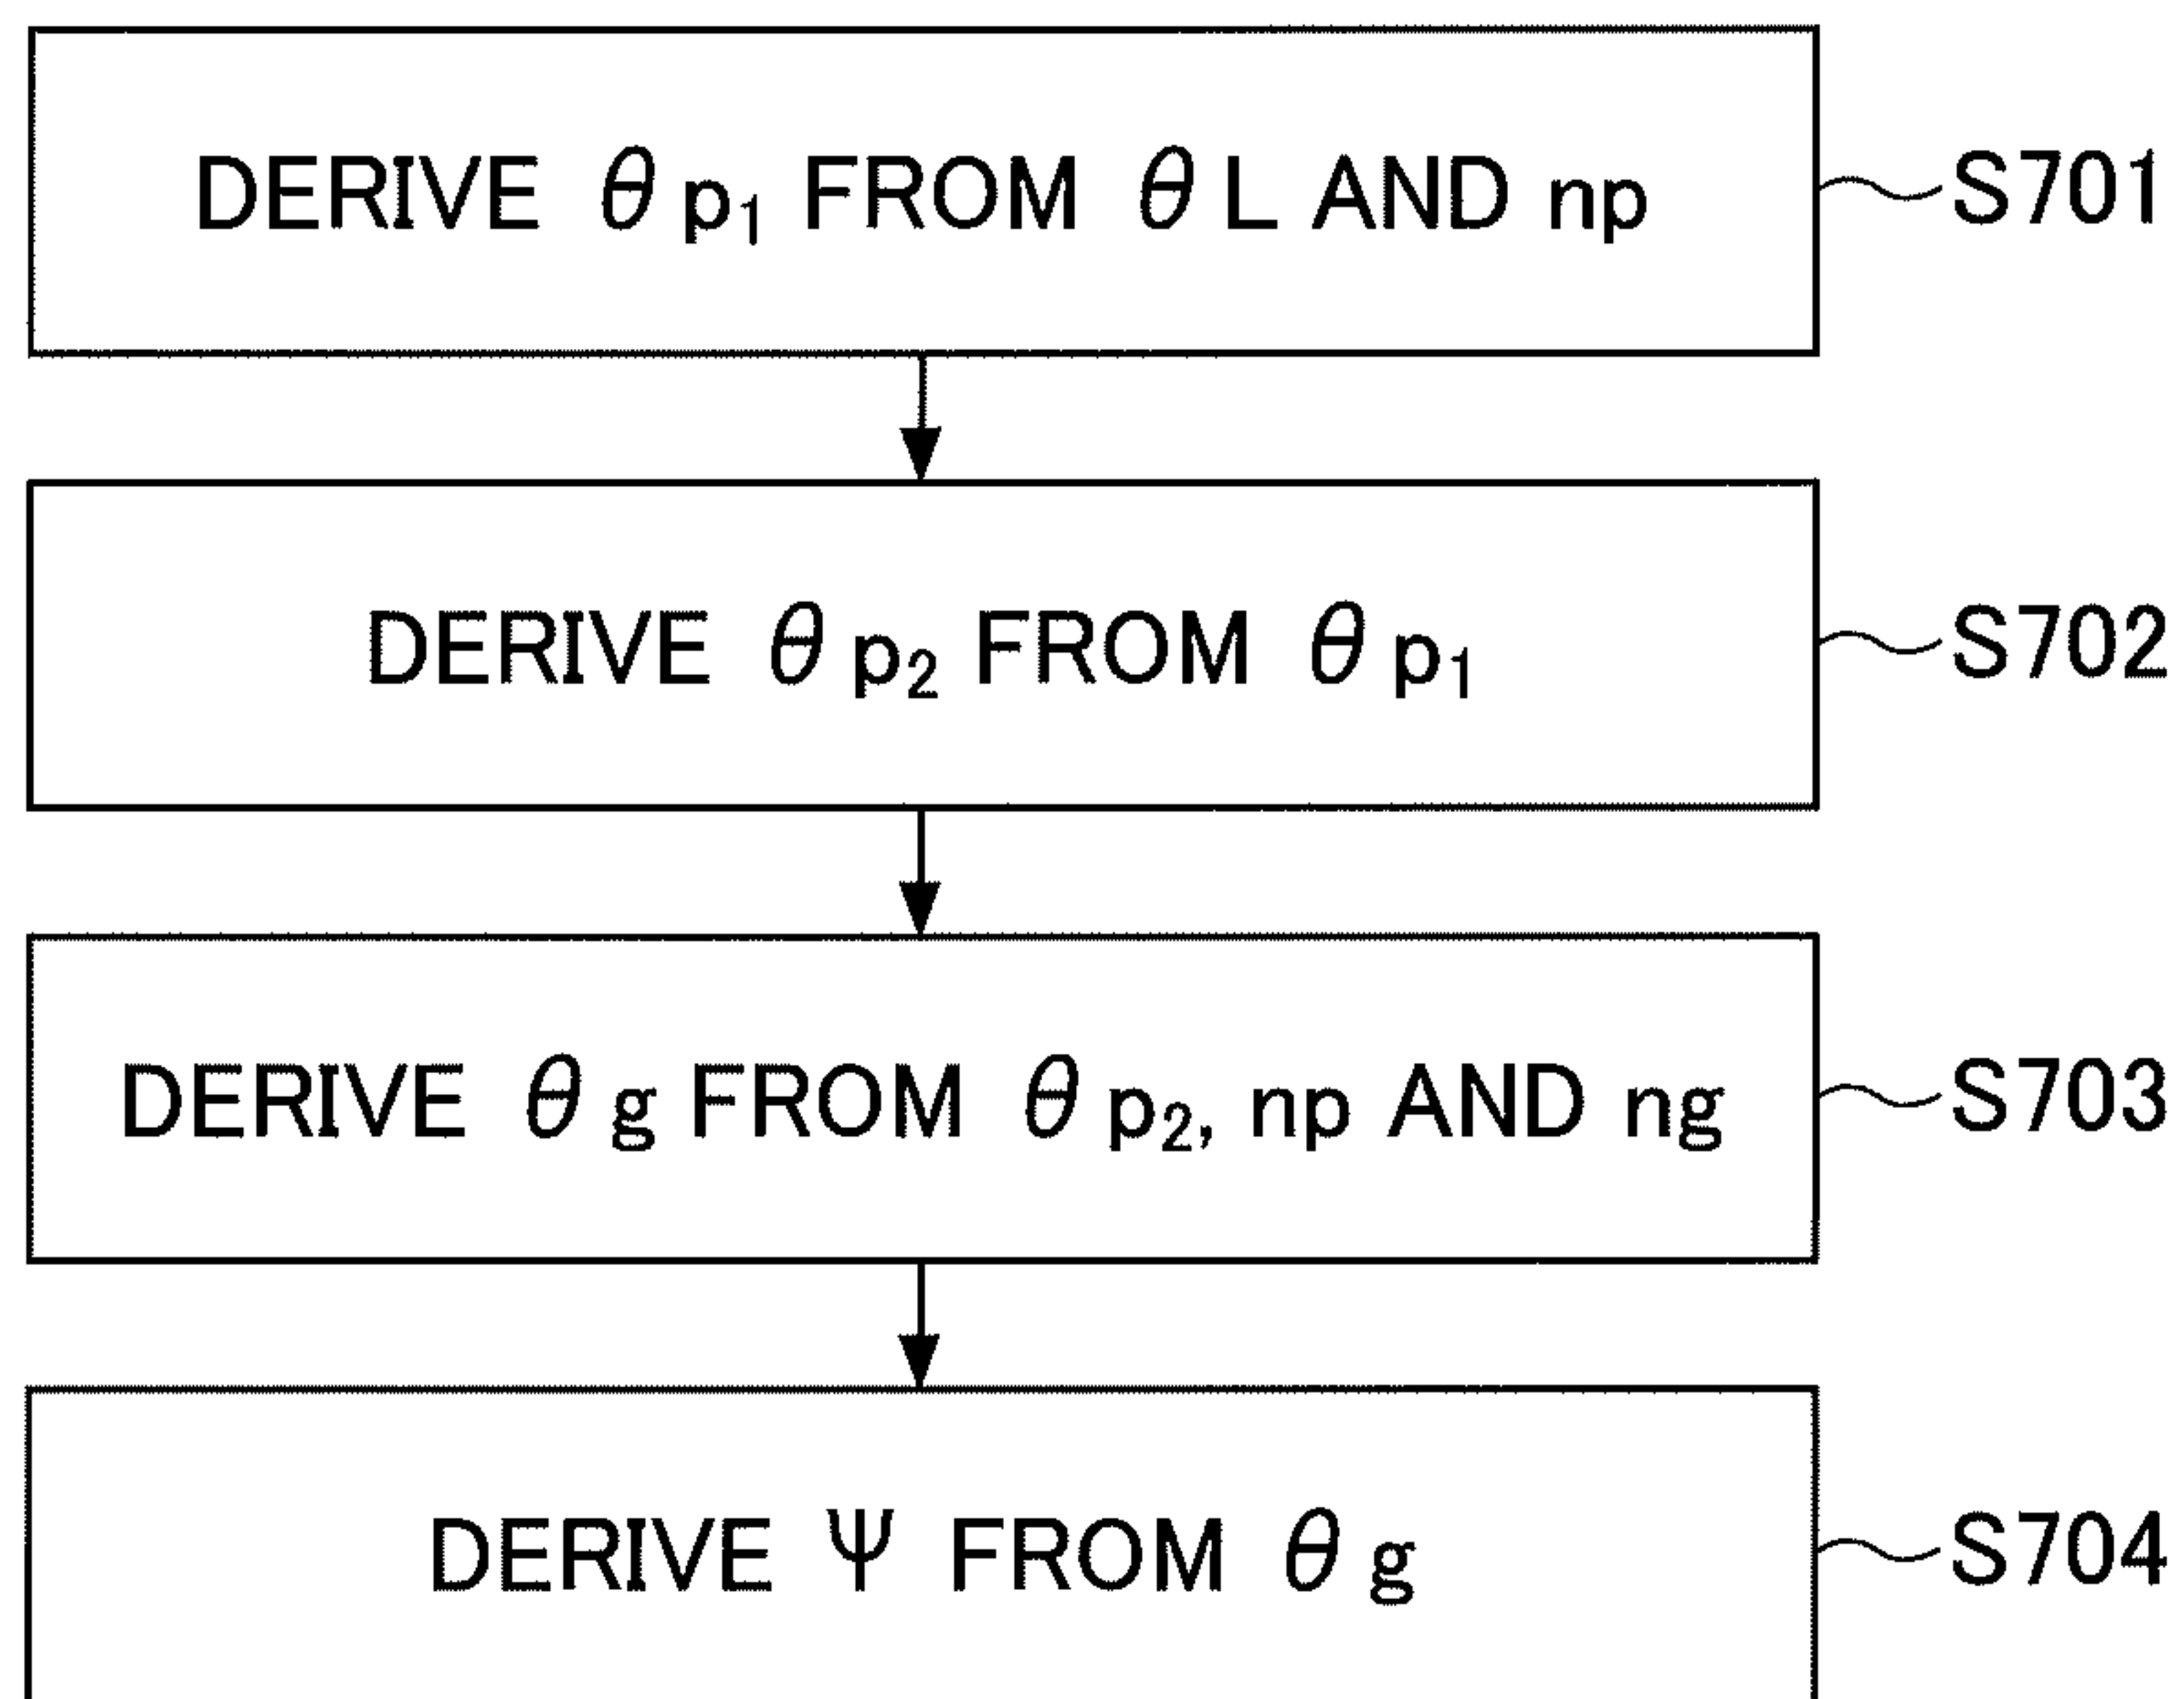 DERIVE θp₁ FROM θL AND np S701
DERIVE θp₂ FROM θp₁ S702
DERIVE θg FROM θp₂, np AND ng S703
DERIVE Ψ FROM θg S704